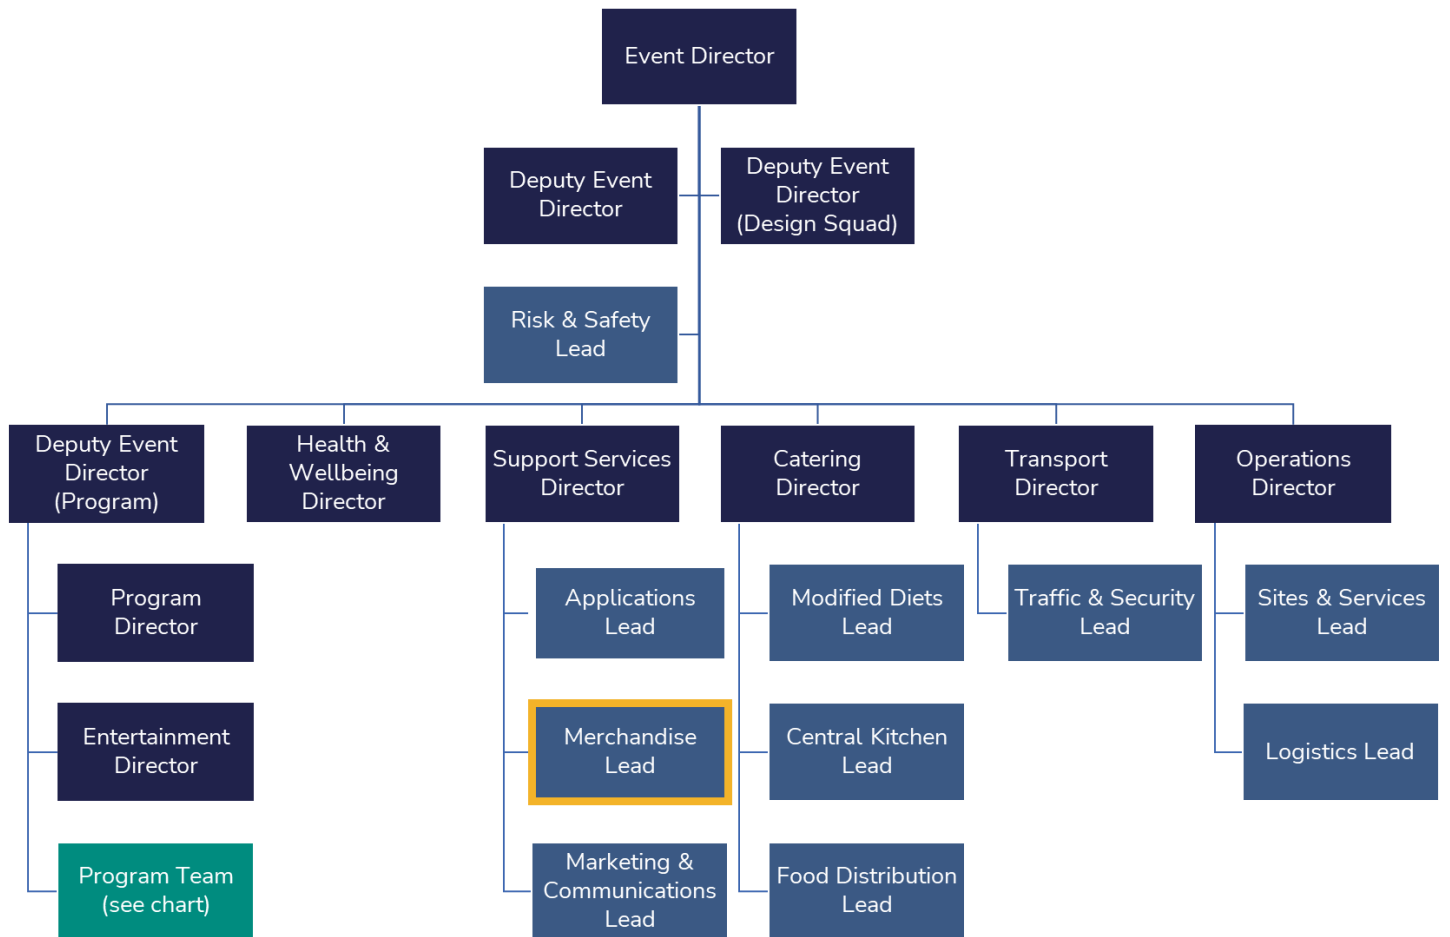 Event Director
Deputy Event
Director
Deputy Event
Director
(Design Squad)
Risk & Safety
Lead
Deputy Event
Director
(Program)
Health &
Wellbeing
Director
Support Services
Director
Catering
Director
Transport
Director
Operations
Director
Program
Director
Applications
Lead
Modified Diets
Lead
Traffic & Security
Lead
Sites & Services
Lead
Entertainment
Director
Merchandise
Lead
Central Kitchen
Lead
Logistics Lead
Program Team
(see chart)
Marketing &
Communications
Lead
Food Distribution
Lead